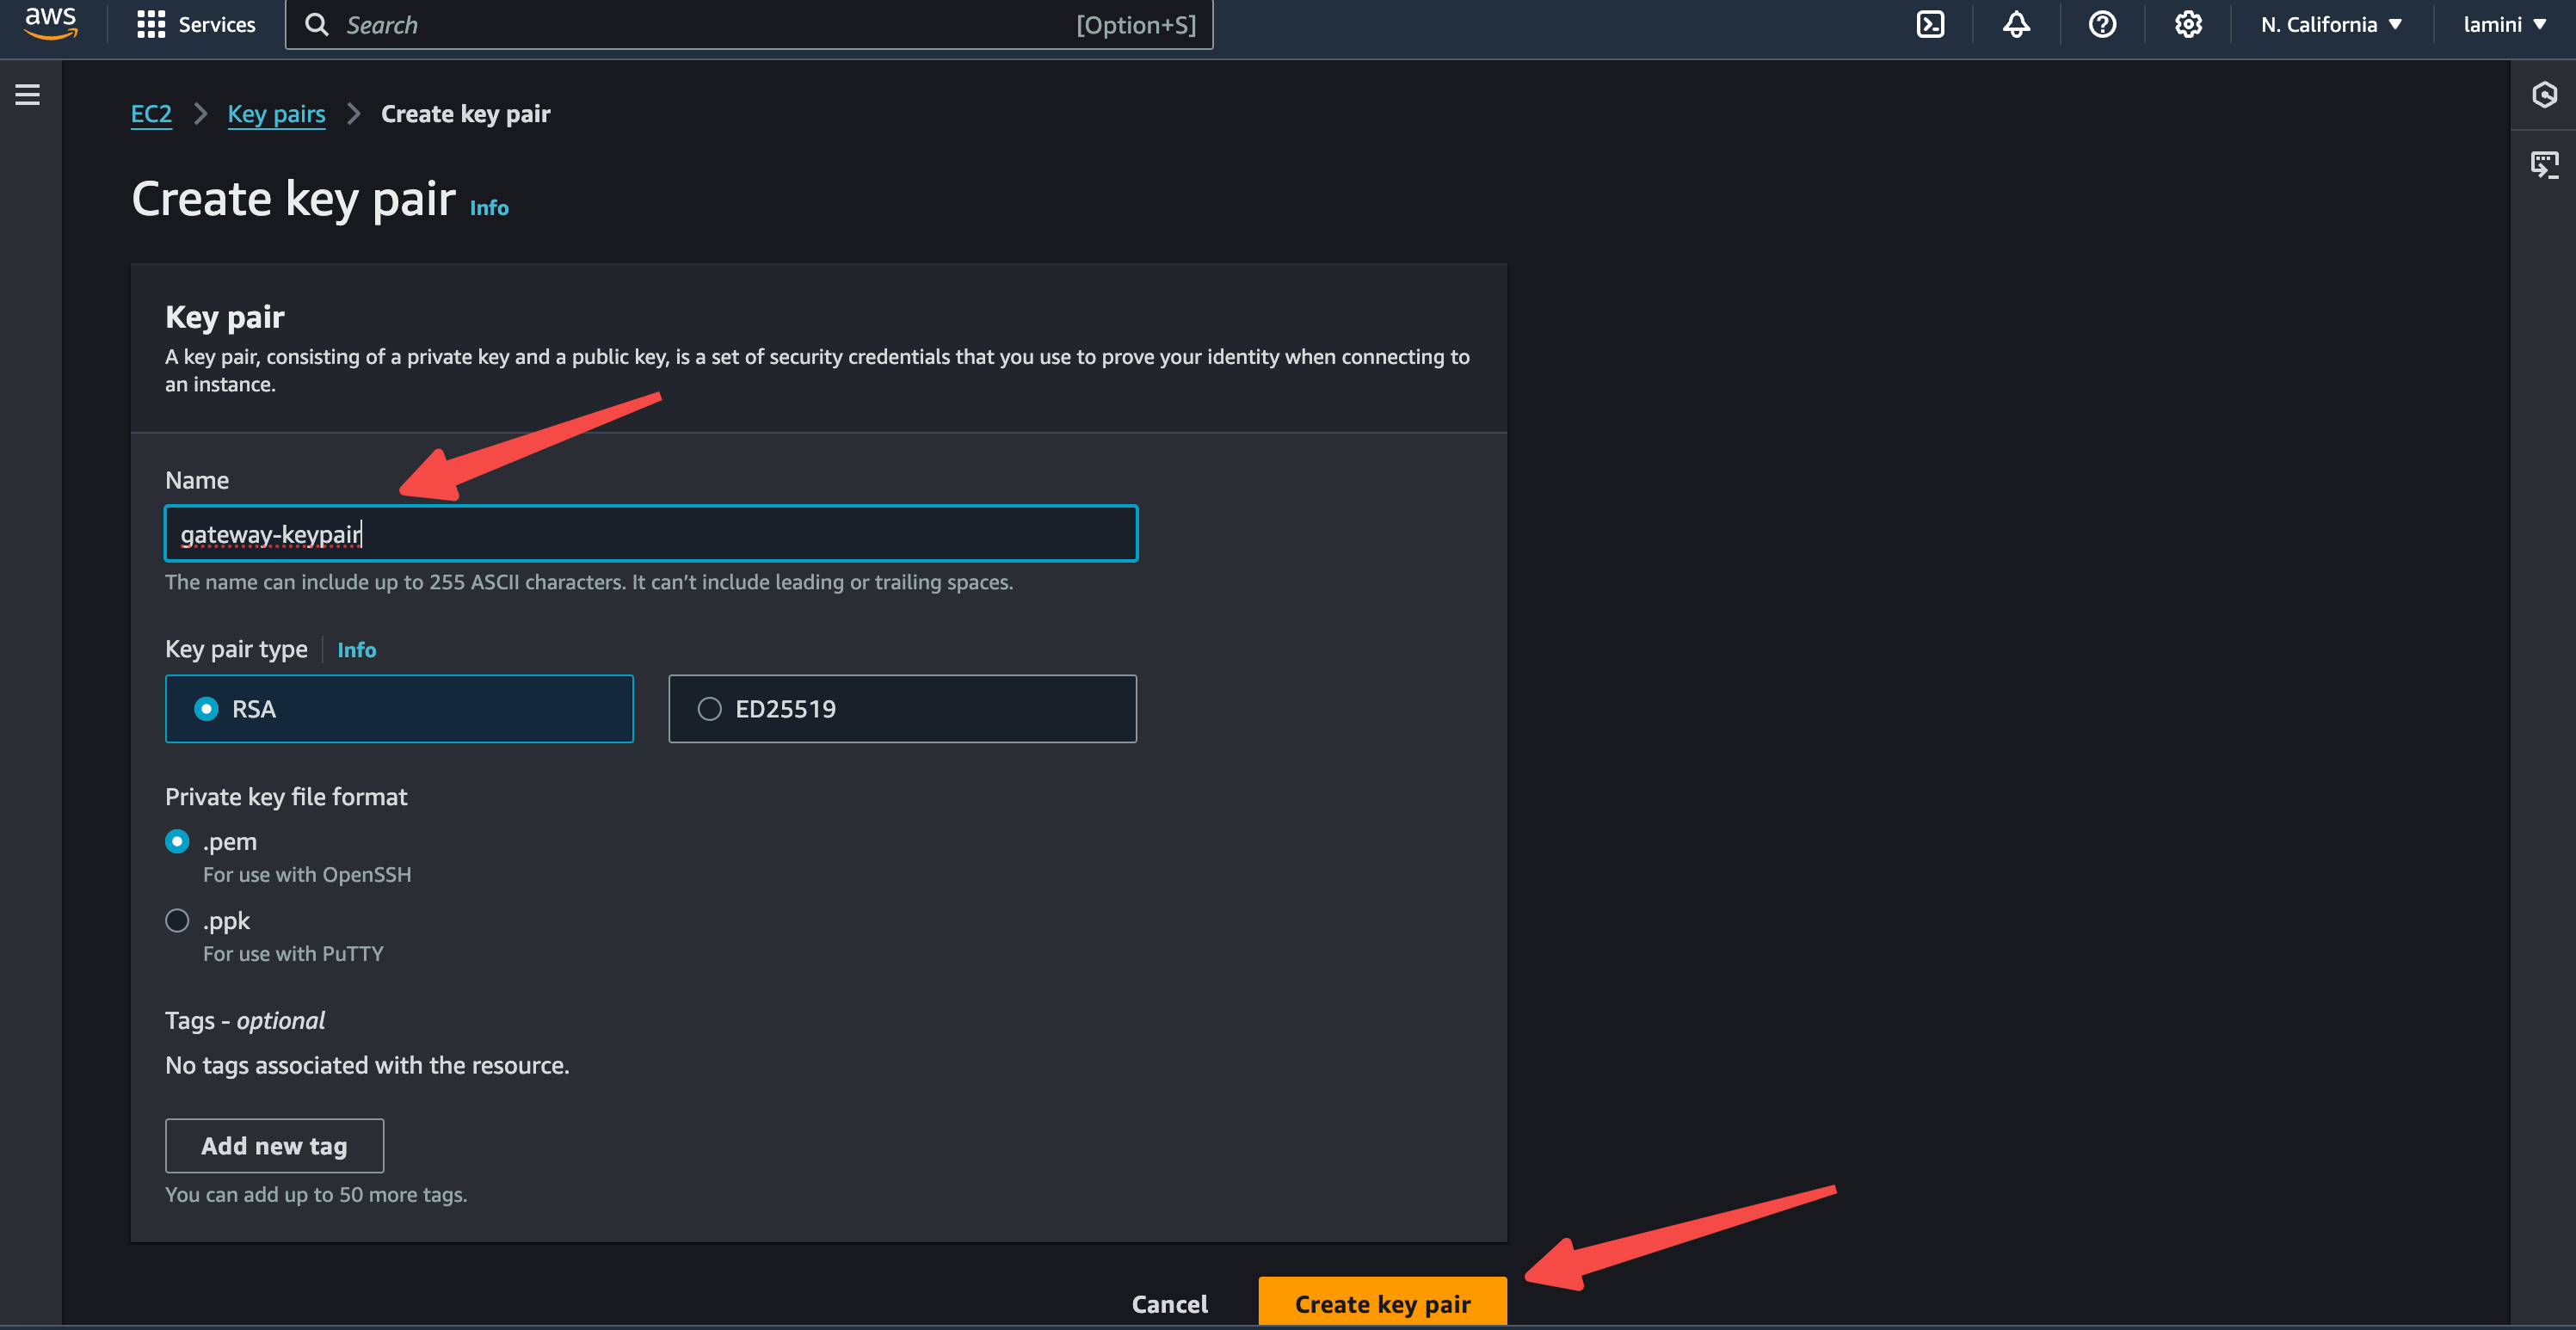 aws
Services
Search
[Option+S]
N. California
lamini
EC2
Key pairs
Create key pair
Create key pair Info
Key pair
A key pair, consisting of a private key and a public key, is a set of security credentials that you use to prove your identity when connecting to
an instance.
Name
gateway-keypair
The name can include up to 255 ASCII characters. It can’t include leading or trailing spaces.
Key pair type
Info
RSA
ED25519
Private key file format
.pem
For use with OpenSSH
.ppk
For use with PuTTY
Tags - optional
No tags associated with the resource.
Add new tag
You can add up to 50 more tags.
Cancel
Create key pair